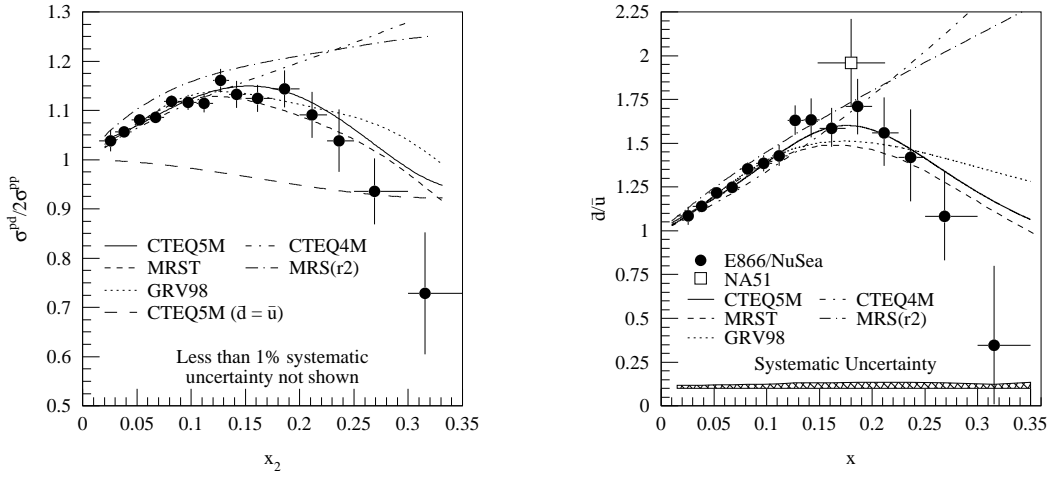 1.3
1.2
1.1
1
0.9
0.8
0.7
0.6
0.5
σ^pd/2σ^pp
CTEQ5M
MRST
GRV98
CTEQ5M (d̄ = ū)
CTEQ4M
MRS(r2)
Less than 1% systematic
uncertainty not shown
0 0.05 0.1 0.15 0.2 0.25 0.3 0.35
x₂
2.25
2
1.75
1.5
1.25
1
0.75
0.5
0.25
0
d̄/ū
E866/NuSea
NA51
CTEQ5M
MRST
GRV98
CTEQ4M
MRS(r2)
Systematic Uncertainty
0 0.05 0.1 0.15 0.2 0.25 0.3 0.35
x